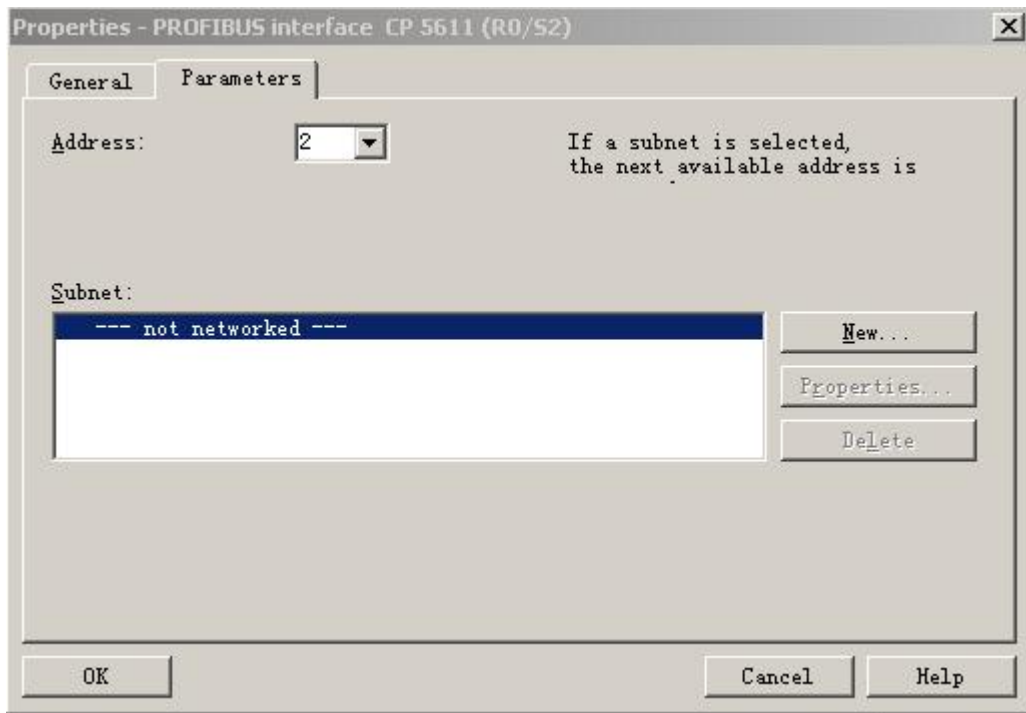 Properties - PROFIBUS interface CP 5611 (R0/S2)
General
Parameters
Address:
2
If a subnet is selected,
the next available address is
Subnet:
--- not networked ---
New...
Properties...
Delete
OK
Cancel
Help